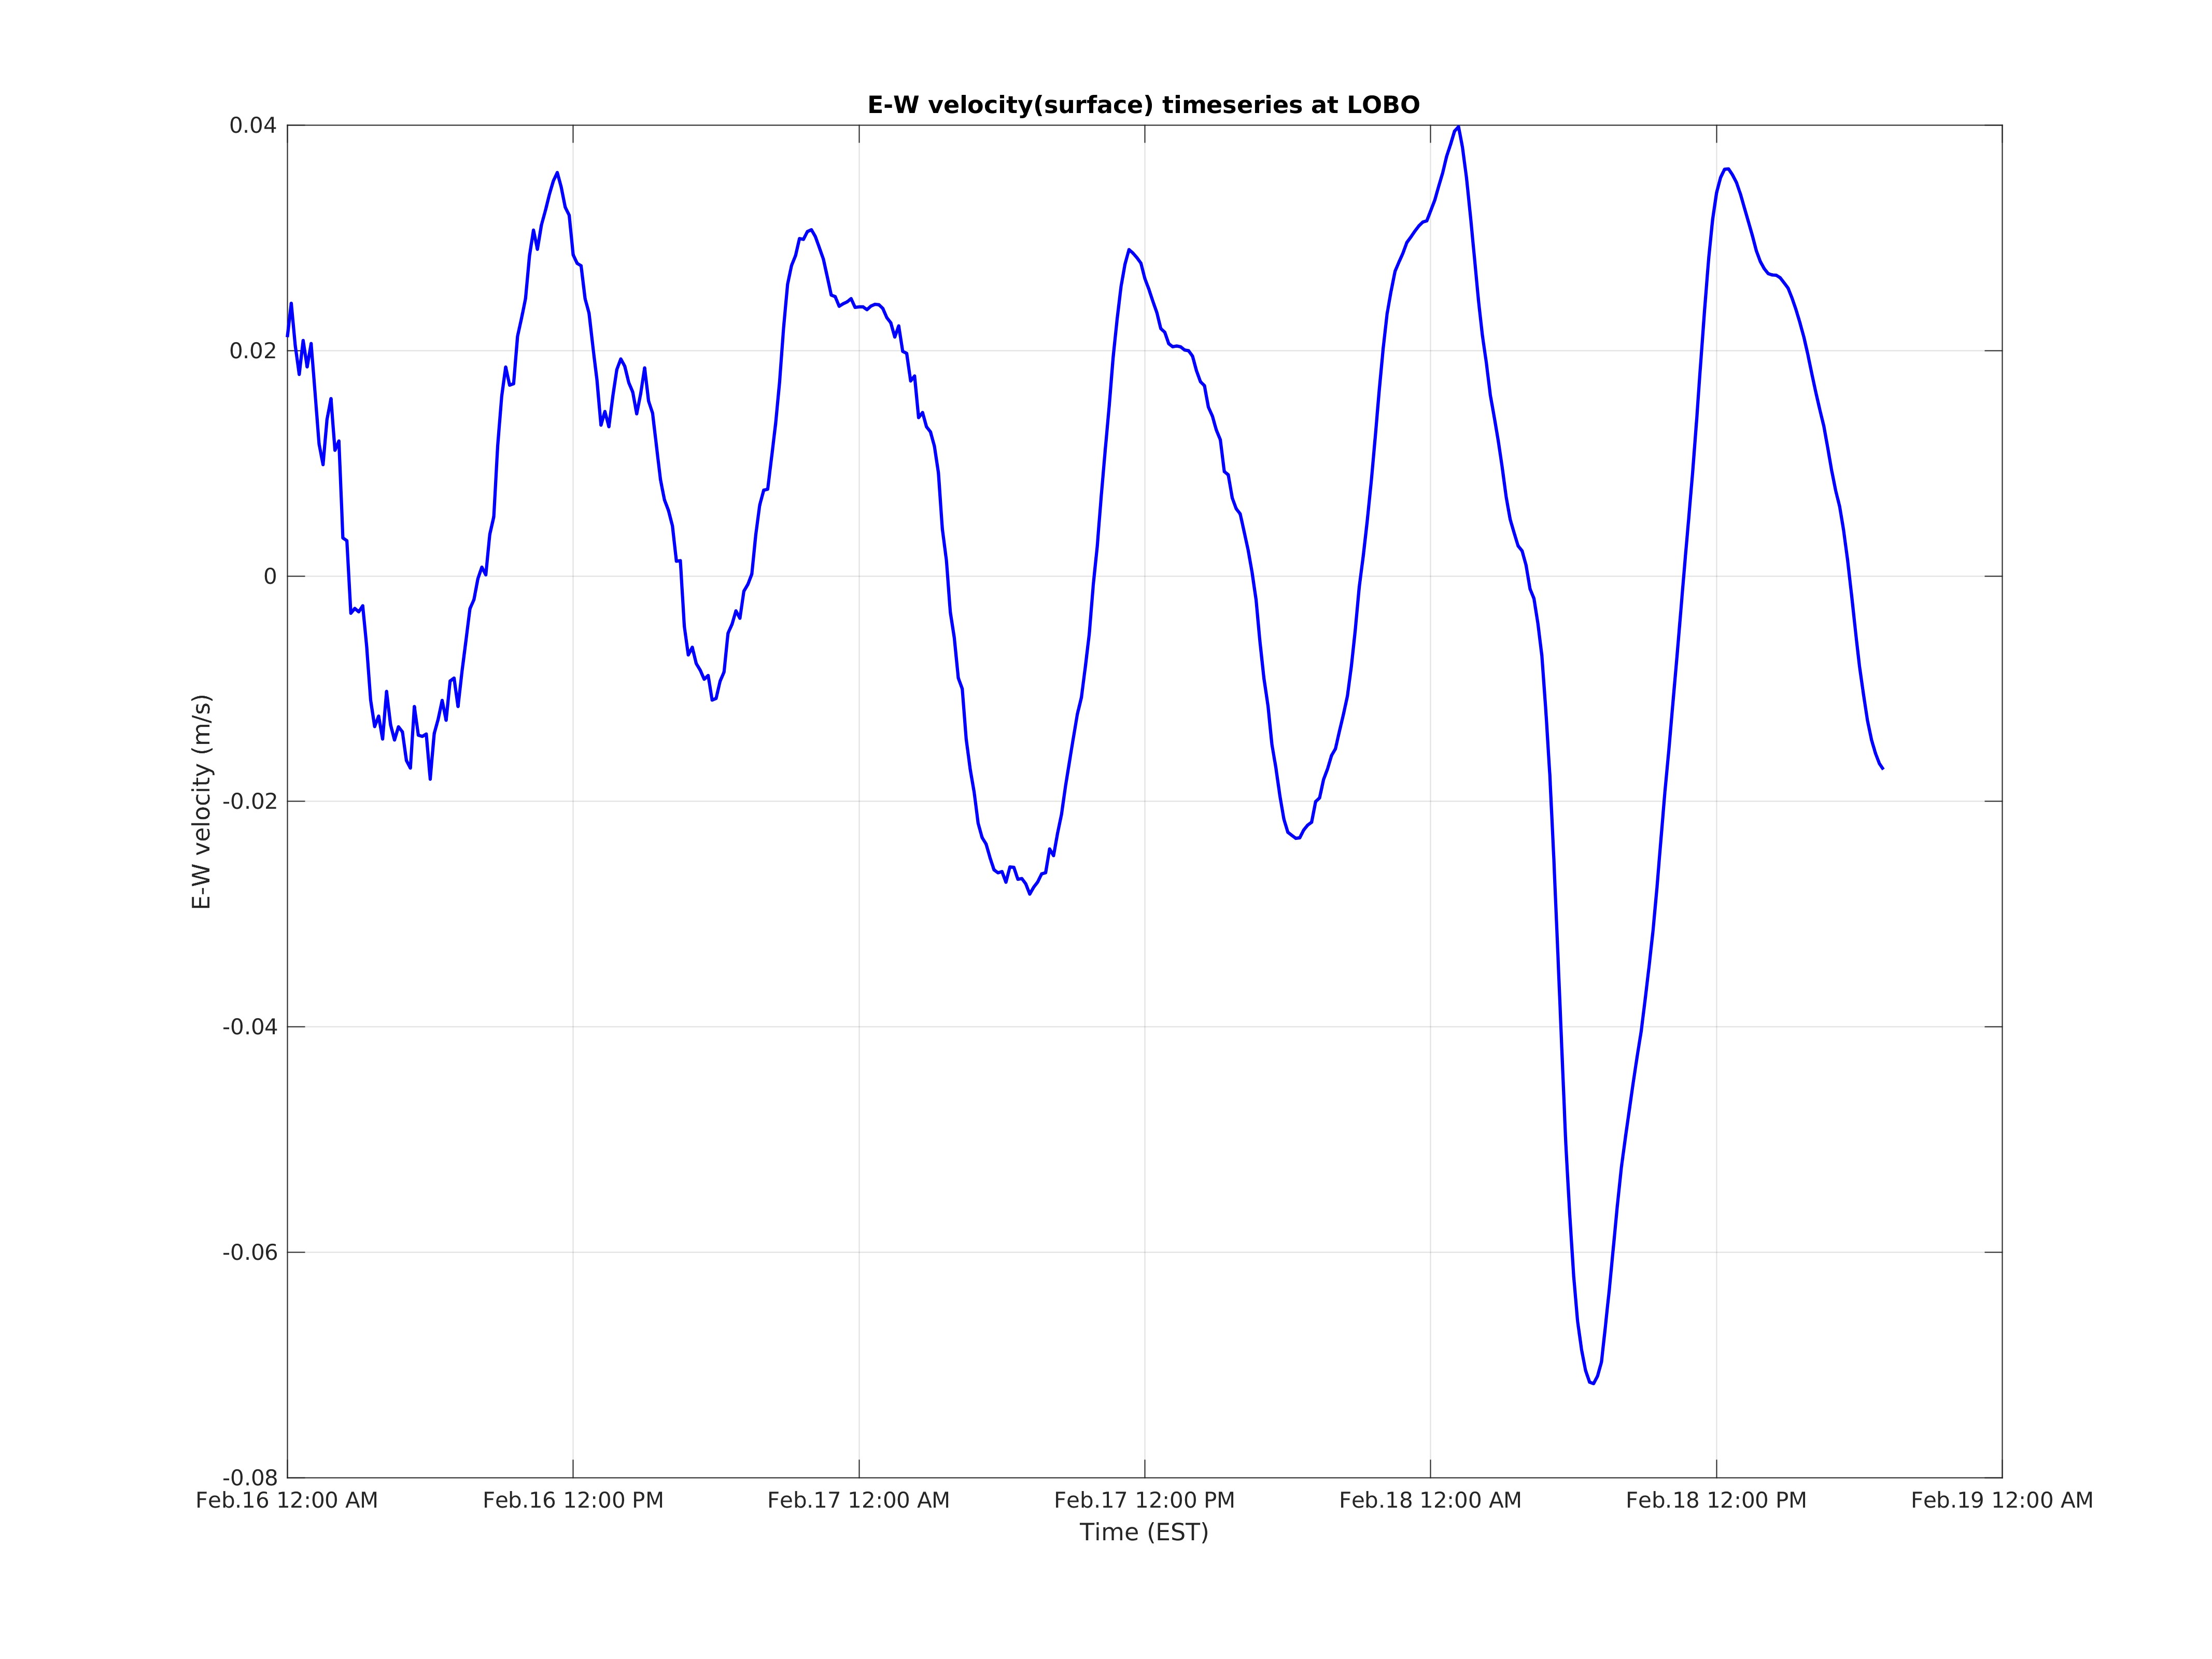 E-W velocity(surface) timeseries at LOBO
0.04
0.02
0
-0.02
-0.04
-0.06
-0.08
E-W velocity (m/s)
Feb.16 12:00 AM Feb.16 12:00 PM Feb.17 12:00 AM Feb.17 12:00 PM Feb.18 12:00 AM Feb.18 12:00 PM Feb.19 12:00 AM
Time (EST)